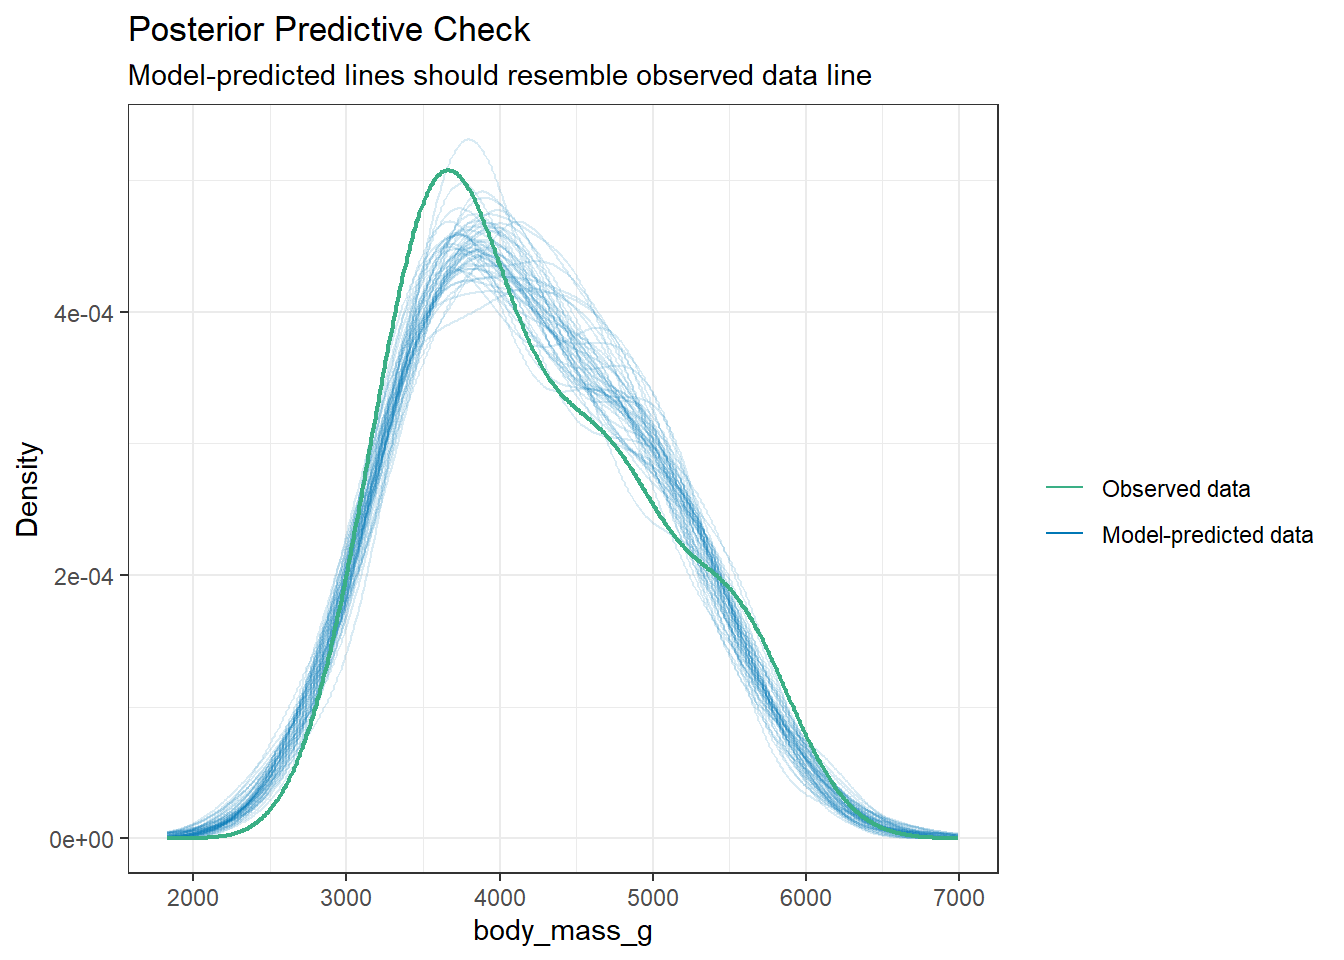 Posterior Predictive Check
Model-predicted lines should resemble observed data line
Density
4e-04
2e-04
0e+00
2000 3000 4000 5000 6000 7000
body_mass_g
Observed data
Model-predicted data